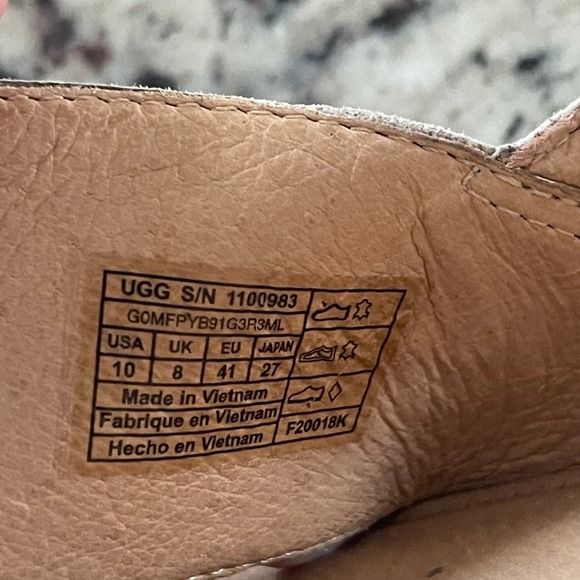 UGG S/N 1100983
G0MFPYB91G3R3ML
USA UK EU JAPAN
10 8 41 27
Made in Vietnam
Fabrique en Vietnam
Hecho en Vietnam
F20018K